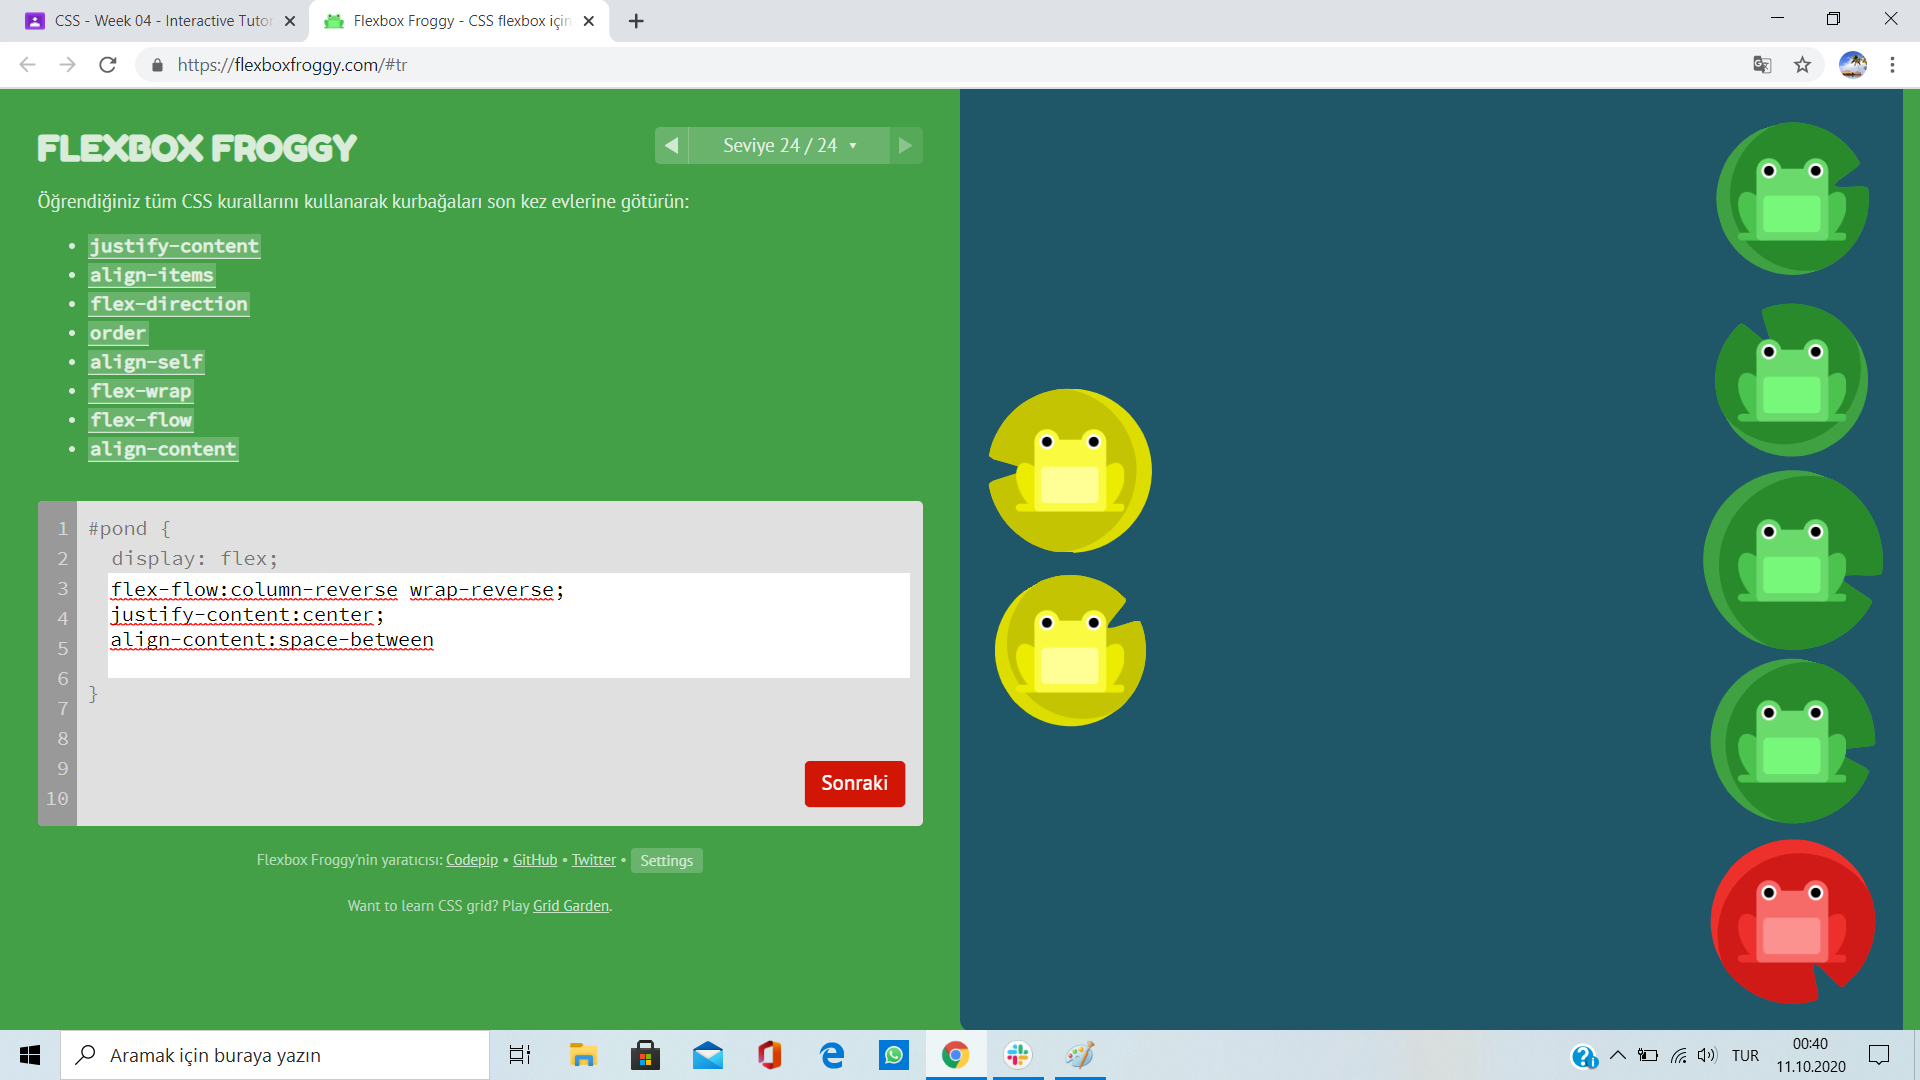 CSS - Week 04 - Interactive Tutor
Flexbox Froggy - CSS flexbox için
https://flexboxfroggy.com/#tr
FLEXBOX FROGGY
Seviye 24 / 24 ▾
Öğrendiğiniz tüm CSS kurallarını kullanarak kurbağaları son kez evlerine götürün:
• justify-content
• align-items
• flex-direction
• order
• align-self
• flex-wrap
• flex-flow
• align-content
1 #pond {
2 display: flex;
3 flex-flow:column-reverse wrap-reverse;
4 justify-content:center;
5 align-content:space-between
6 }
7
8
9
10
Sonraki
Flexbox Froggy'nin yaratıcısı: Codepip • GitHub • Twitter • Settings
Want to learn CSS grid? Play Grid Garden.
Aramak için buraya yazın
TUR
00:40
11.10.2020